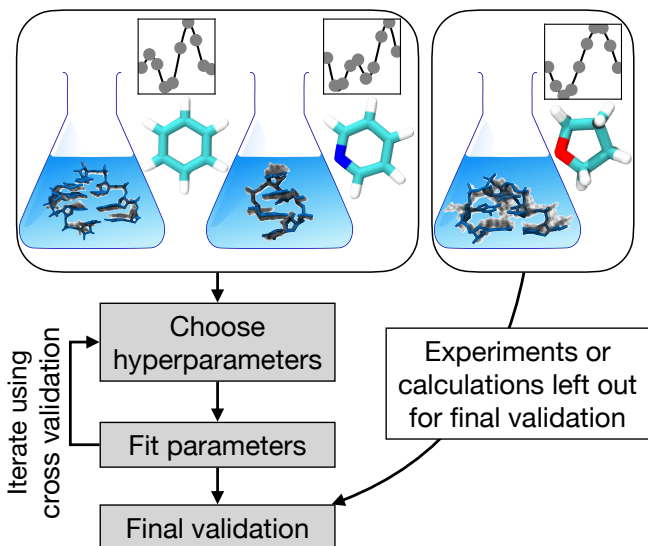 Choose
hyperparameters
Iterate using
cross validation
Fit parameters
Final validation
Experiments or
calculations left out
for final validation